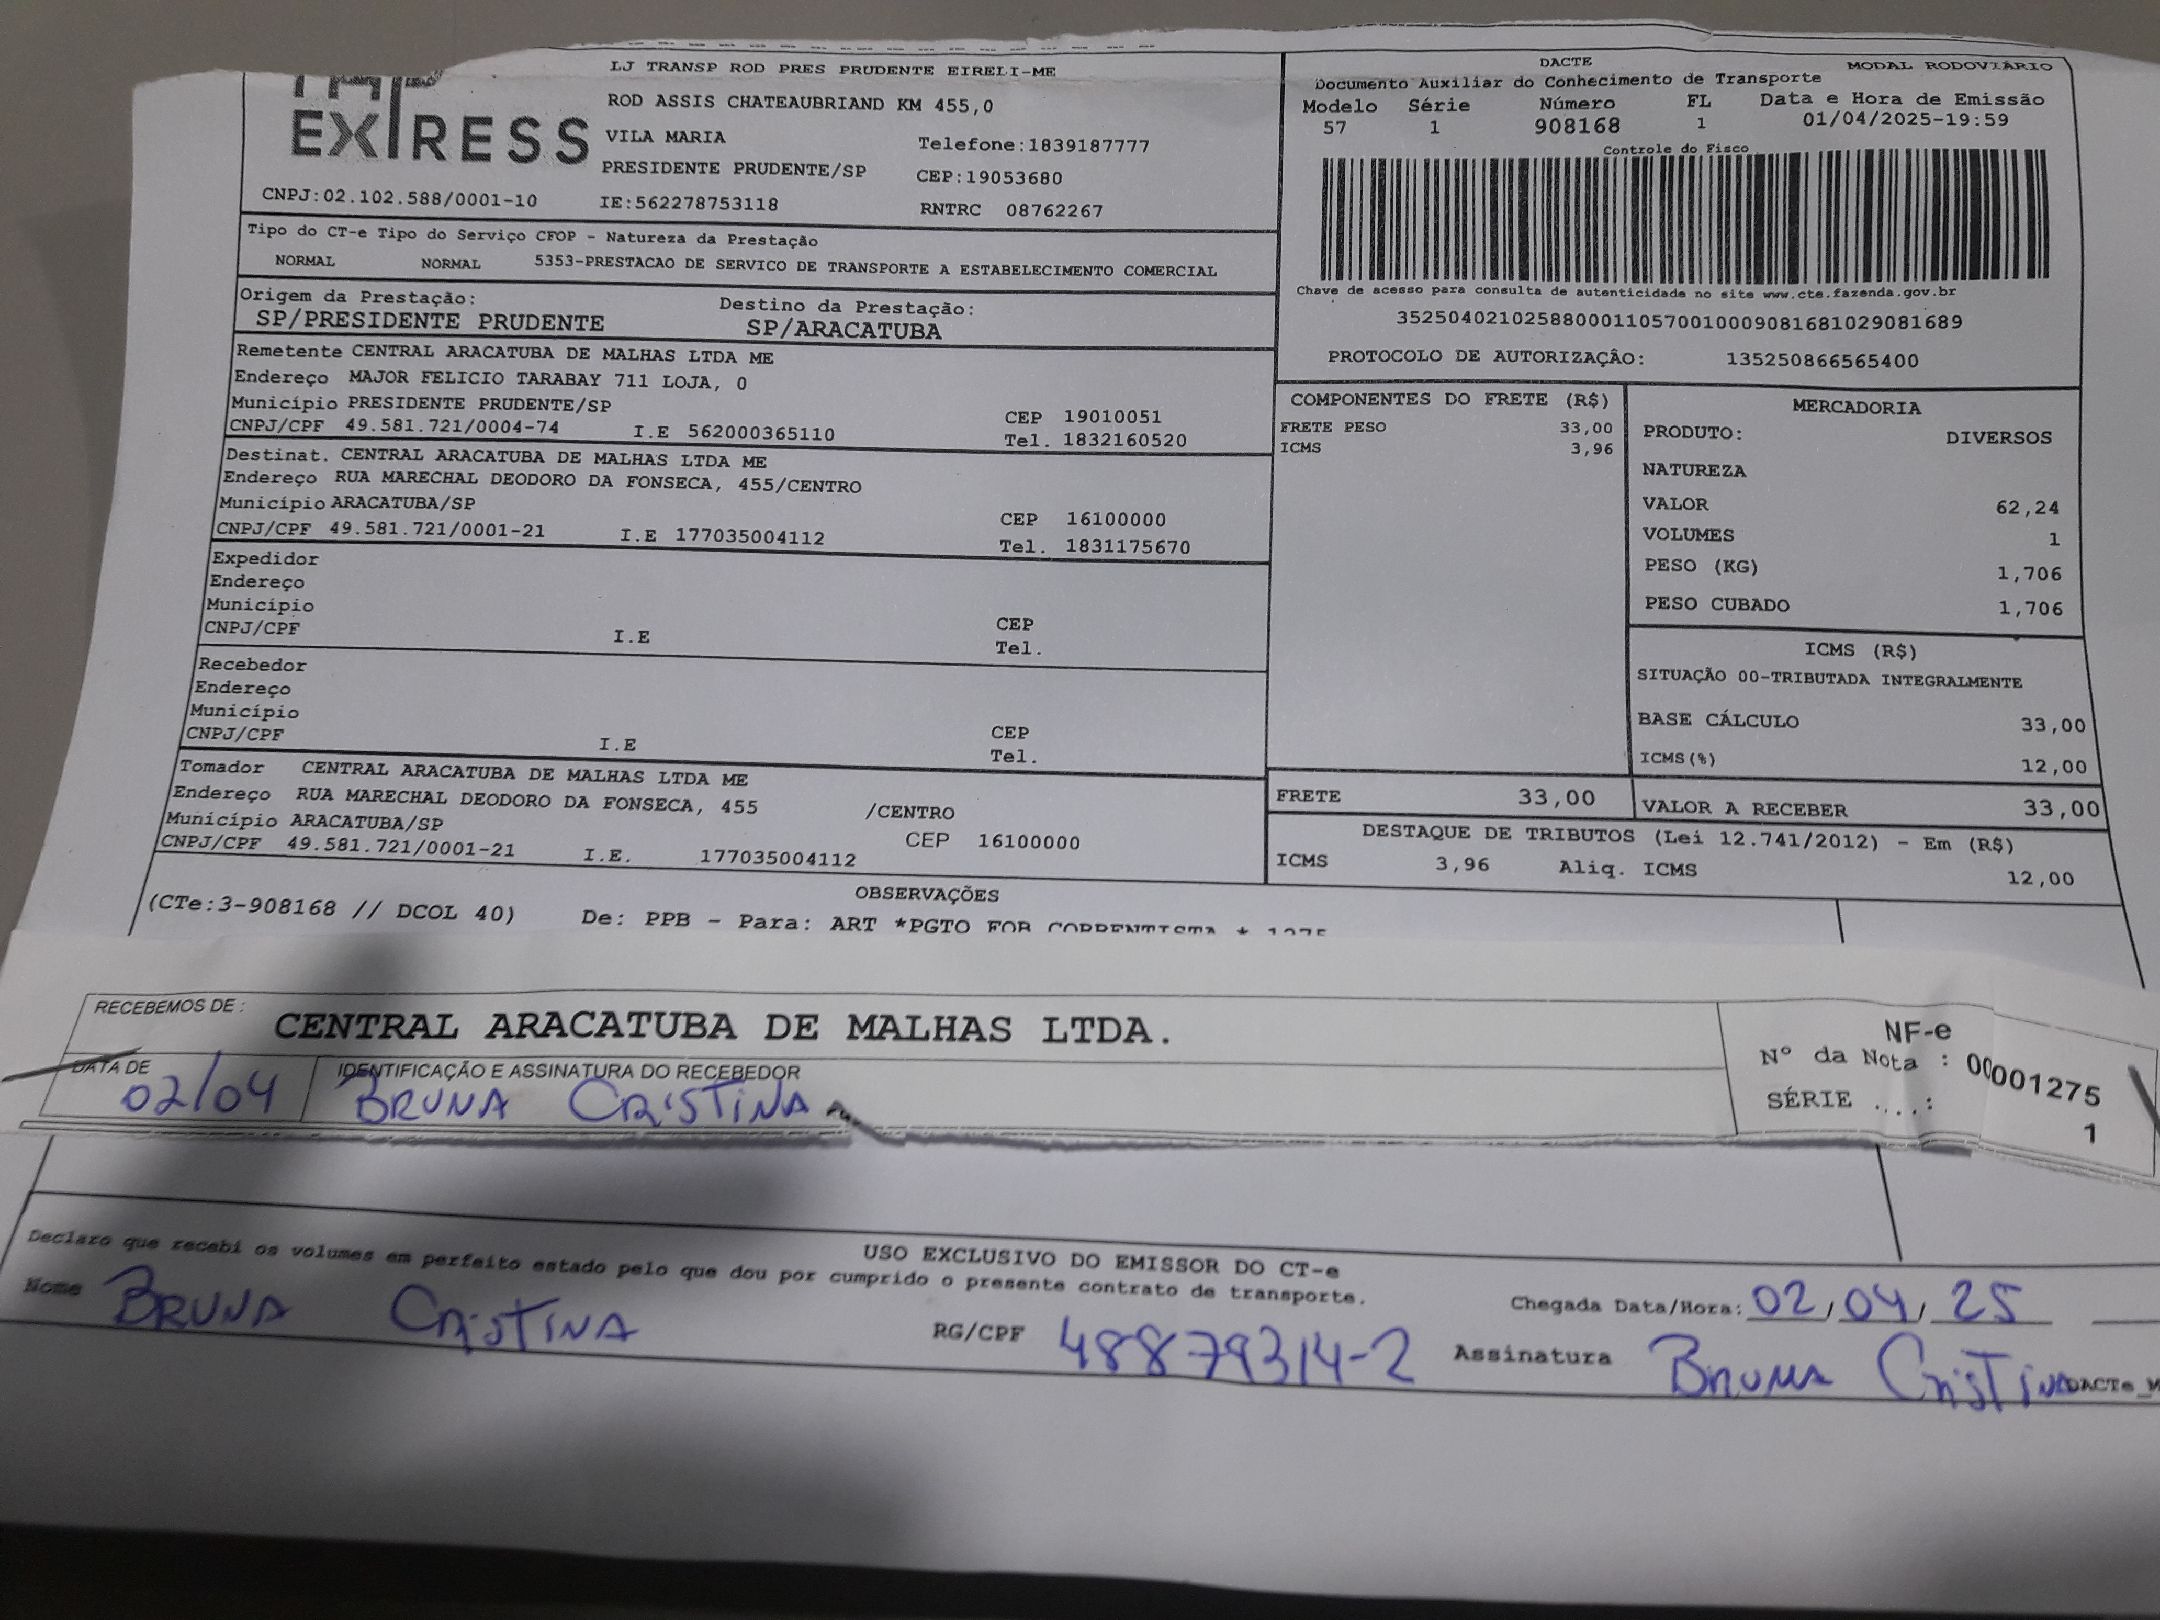 EXPRESS
LJ TRANSP ROD PRES PRUDENTE EIRELI-ME
ROD ASSIS CHATEAUBRIAND KM 455,0
VILA MARIA Telefone:1839187777
PRESIDENTE PRUDENTE/SP CEP:19053680
CNPJ:02.102.588/0001-10 IE:562278753118 RNTRC 08762267
DACTE MODAL RODOVIÁRIO
Documento Auxiliar do Conhecimento de Transporte
Modelo Série Número FL Data e Hora de Emissão
57 1 908168 1 01/04/2025-19:59
Controle do Fisco
Chave de acesso para consulta de autenticidade no site www.cte.fazenda.gov.br
35250402102588000110570010009081681029081689
PROTOCOLO DE AUTORIZAÇÃO: 135250866565400
Tipo do CT-e Tipo do Serviço CFOP - Natureza da Prestação
NORMAL NORMAL 5353-PRESTACAO DE SERVICO DE TRANSPORTE A ESTABELECIMENTO COMERCIAL
Origem da Prestação: Destino da Prestação:
SP/PRESIDENTE PRUDENTE SP/ARACATUBA
Remetente CENTRAL ARACATUBA DE MALHAS LTDA ME
Endereço MAJOR FELICIO TARABAY 711 LOJA, 0
Município PRESIDENTE PRUDENTE/SP CEP 19010051
CNPJ/CPF 49.581.721/0004-74 I.E 562000365110 Tel. 1832160520
Destinat. CENTRAL ARACATUBA DE MALHAS LTDA ME
Endereço RUA MARECHAL DEODORO DA FONSECA, 455/CENTRO
Município ARACATUBA/SP CEP 16100000
CNPJ/CPF 49.581.721/0001-21 I.E 177035004112 Tel. 1831175670
Expedidor
Endereço
Município CEP
CNPJ/CPF I.E Tel.
Recebedor
Endereço
Município CEP
CNPJ/CPF I.E Tel.
Tomador CENTRAL ARACATUBA DE MALHAS LTDA ME
Endereço RUA MARECHAL DEODORO DA FONSECA, 455 /CENTRO
Município ARACATUBA/SP CEP 16100000
CNPJ/CPF 49.581.721/0001-21 I.E. 177035004112
COMPONENTES DO FRETE (R$)
FRETE PESO 33,00
ICMS 3,96
MERCADORIA
PRODUTO: DIVERSOS
NATUREZA
VALOR 62,24
VOLUMES 1
PESO (KG) 1,706
PESO CUBADO 1,706
ICMS (R$)
SITUAÇÃO 00-TRIBUTADA INTEGRALMENTE
BASE CÁLCULO 33,00
ICMS(%) 12,00
FRETE 33,00 VALOR A RECEBER 33,00
DESTAQUE DE TRIBUTOS (Lei 12.741/2012) - Em (R$)
ICMS 3,96 Aliq. ICMS 12,00
OBSERVAÇÕES
(CTe:3-908168 // DCOL 40) De: PPB - Para: ART *PGTO FOB CORRENTISTA * 1275
RECEBEMOS DE :
CENTRAL ARACATUBA DE MALHAS LTDA.
DATA DE IDENTIFICAÇÃO E ASSINATURA DO RECEBEDOR
02/04 BRUNA CRISTINA
NF-e
Nº da Nota : 000001275
SÉRIE ....: 1
USO EXCLUSIVO DO EMISSOR DO CT-e
Declaro que recebi os volumes em perfeito estado pelo que dou por cumprido o presente contrato de transporte.
Nome BRUNA CRISTINA RG/CPF 48879314-2
Chegada Data/Hora: 02/04/25
Assinatura BRUNA CRISTINA